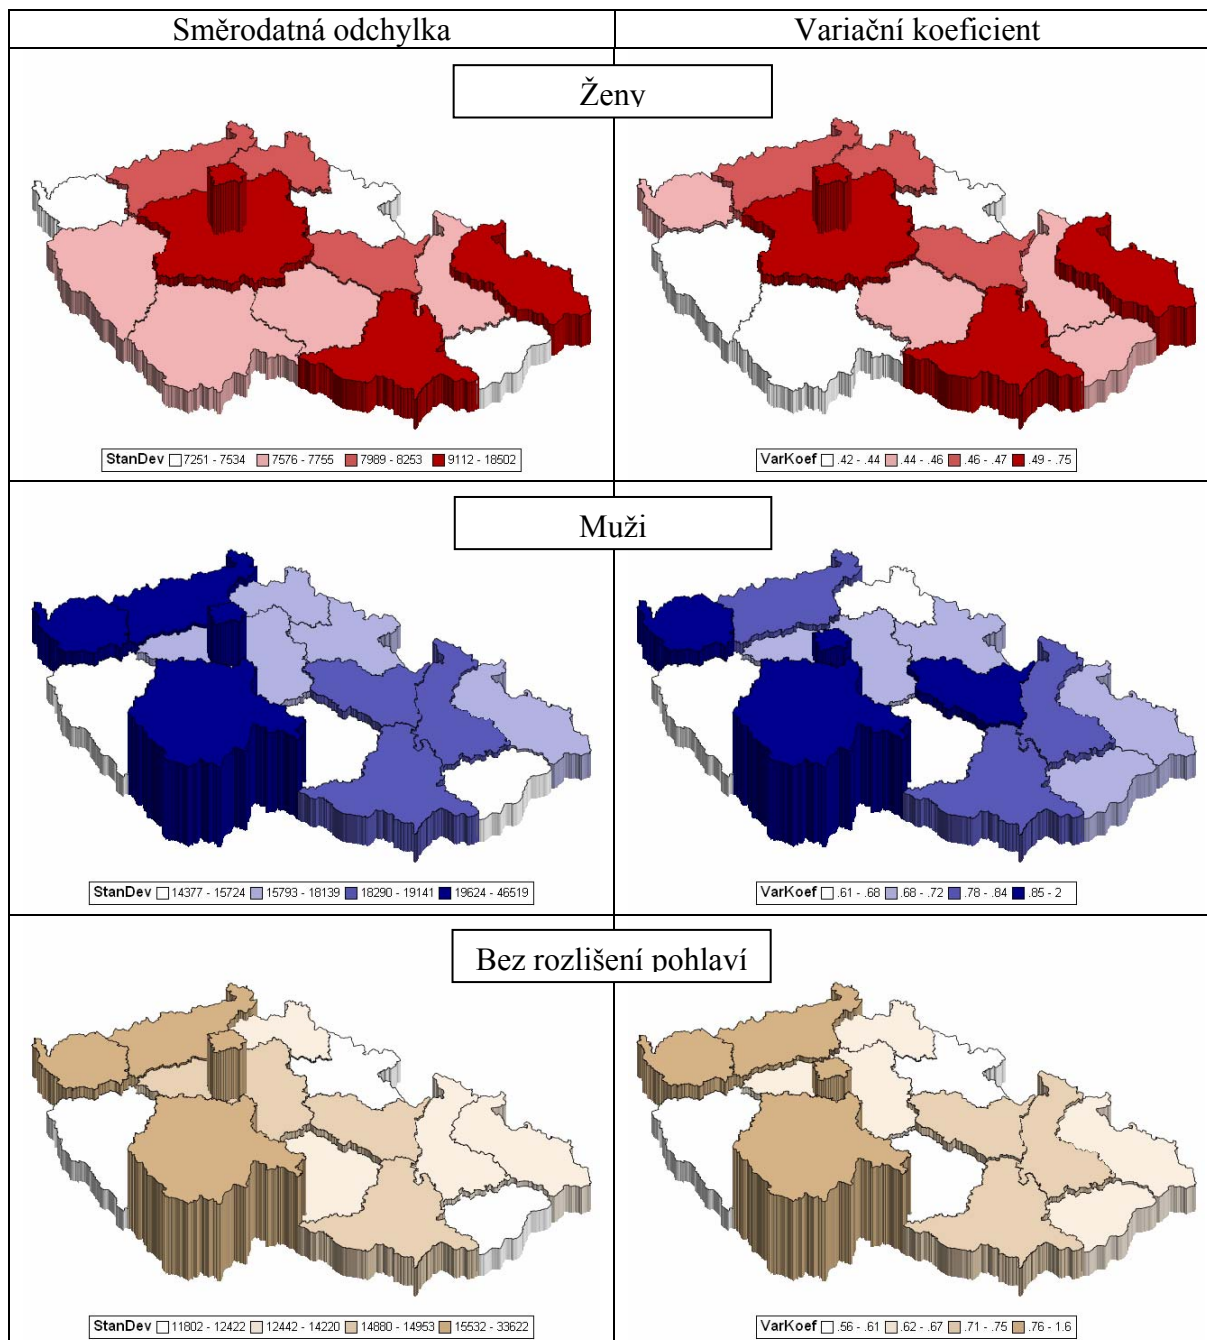 Směrodatná odchylka
Variační koeficient
Ženy
StanDev 7251 - 7534 7576 - 7755 7989 - 8253 9112 - 18502
VarKoef .42 - .44 .44 - .46 .46 - .47 .49 - .75
Muži
StanDev 14377 - 15724 15793 - 18139 18290 - 19141 19624 - 46519
VarKoef .61 - .68 .68 - .72 .78 - .84 .85 - 2
Bez rozlišení pohlaví
StanDev 11802 - 12422 12442 - 14220 14880 - 14953 15532 - 33622
VarKoef .56 - .61 .62 - .67 .71 - .75 .76 - 1.6